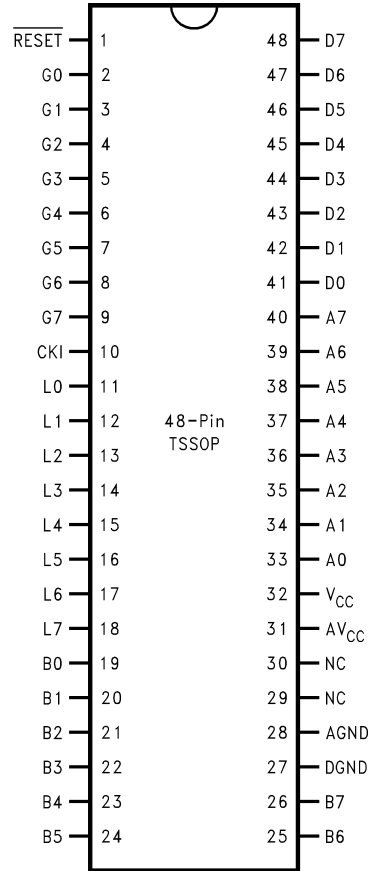 RESET 1 48 D7
G0 2 47 D6
G1 3 46 D5
G2 4 45 D4
G3 5 44 D3
G4 6 43 D2
G5 7 42 D1
G6 8 41 D0
G7 9 40 A7
CKI 10 39 A6
L0 11 38 A5
L1 12 48-Pin 37 A4
TSSOP
L2 13 36 A3
L3 14 35 A2
L4 15 34 A1
L5 16 33 A0
L6 17 32 VCC
L7 18 31 AVCC
B0 19 30 NC
B1 20 29 NC
B2 21 28 AGND
B3 22 27 DGND
B4 23 26 B7
B5 24 25 B6